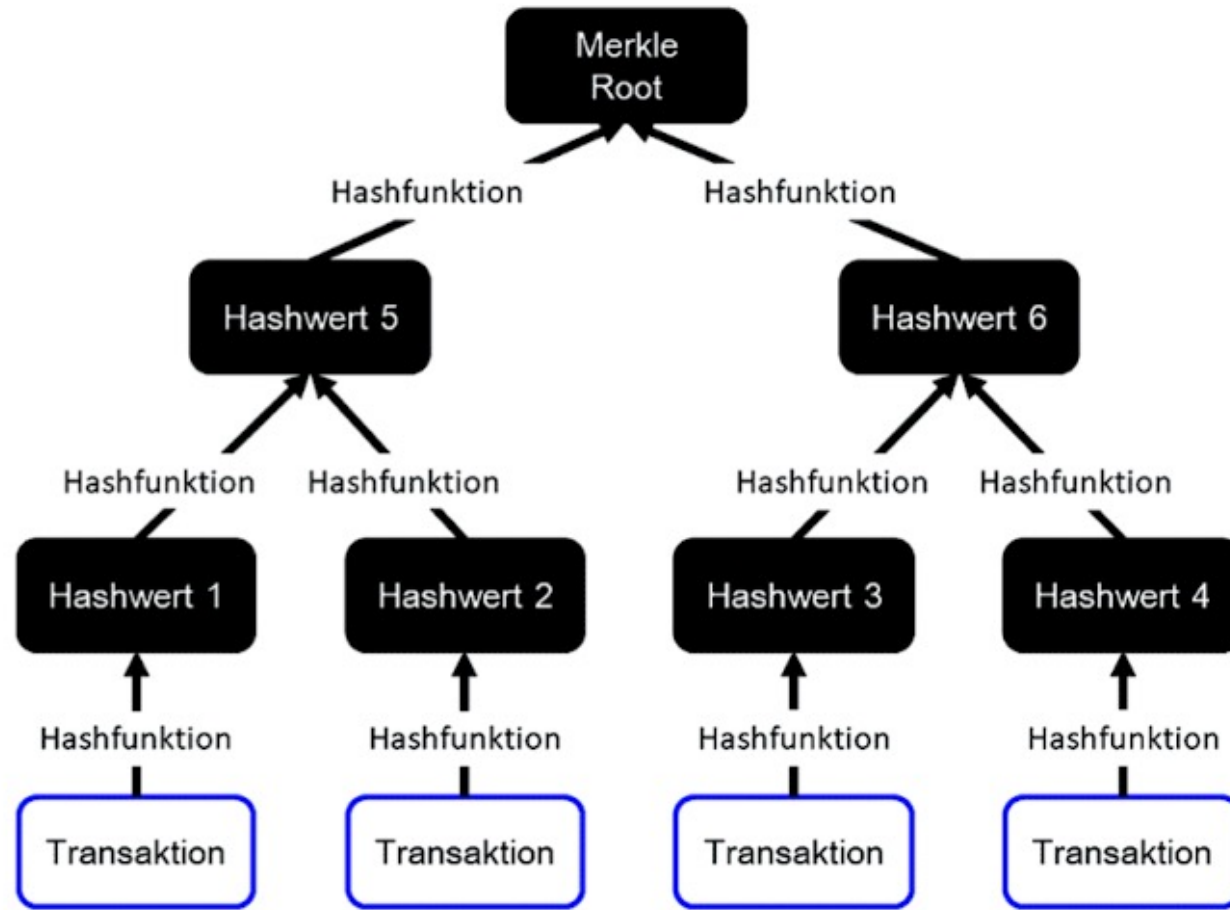 Merkle
Root
Hashfunktion Hashfunktion
Hashwert 5 Hashwert 6
Hashfunktion Hashfunktion Hashfunktion Hashfunktion
Hashwert 1 Hashwert 2 Hashwert 3 Hashwert 4
Hashfunktion Hashfunktion Hashfunktion Hashfunktion
Transaktion Transaktion Transaktion Transaktion